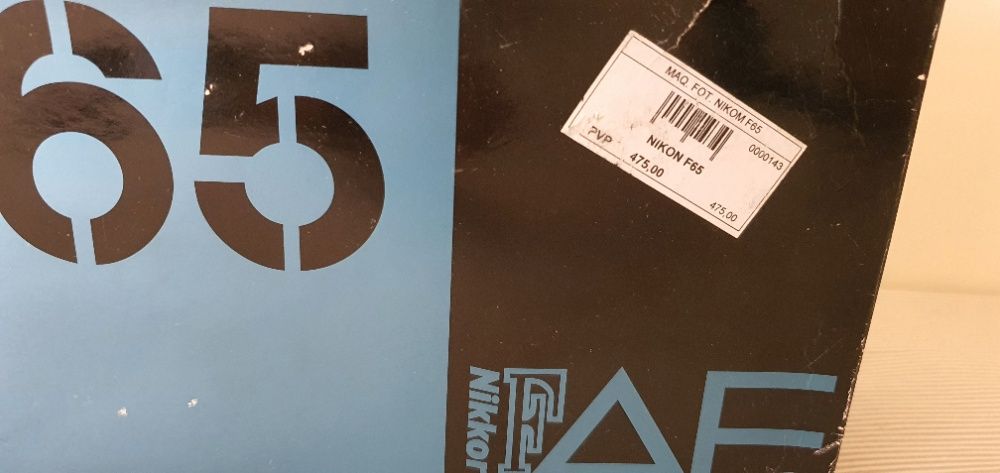 65
MAQ. FOT. NIKOM F65
0000143
NIKON F65
PVP
475,00
475,00
Nikkor
AF